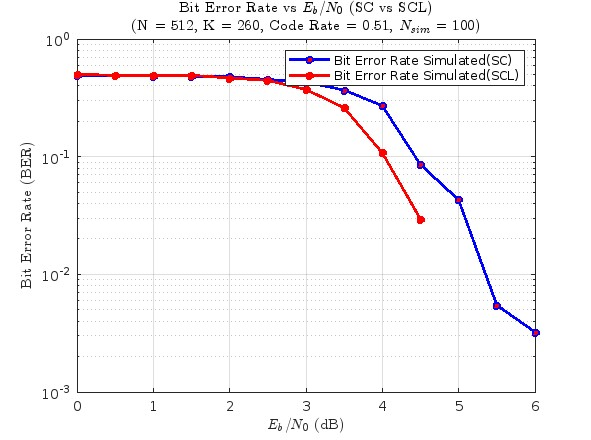 Bit Error Rate vs E_b/N_0 (SC vs SCL)
(N = 512, K = 260, Code Rate = 0.51, N_sim = 100)
10^0
Bit Error Rate Simulated(SC)
Bit Error Rate Simulated(SCL)
10^-1
Bit Error Rate (BER)
10^-2
10^-3
0 1 2 3 4 5 6
E_b/N_0 (dB)